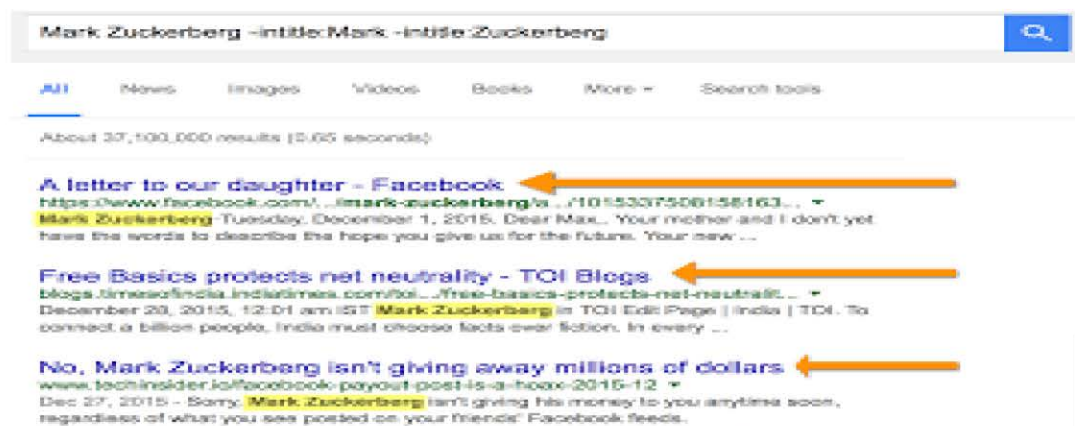 Mark Zuckerberg -intitle:Mark -intitle:Zuckerberg
All News Images Videos Books More Search tools
About 37,100,000 results (0.65 seconds)
A letter to our daughter - Facebook
https://www.facebook.com/.../mark-zuckerberg/a.../1015337508158163...
Mark Zuckerberg·Tuesday, December 1, 2015. Dear Max,. Your mother and I don't yet
have the words to describe the hope you give us for the future. Your new ...
Free Basics protects net neutrality - TOI Blogs
blogs.timesofindia.indiatimes.com/toi.../free-basics-protects-net-neutralit...
December 28, 2015, 12:01 am IST Mark Zuckerberg in TOI Edit Page | India | TOI. To
connect a billion people, India must choose facts over fiction. In every ...
No, Mark Zuckerberg isn't giving away millions of dollars
www.techinsider.io/facebook-payout-post-is-a-hoax-2015-12
Dec 27, 2015 - Sorry, Mark Zuckerberg isn't giving his money to you anytime soon,
regardless of what you see posted on your friends' Facebook feeds.